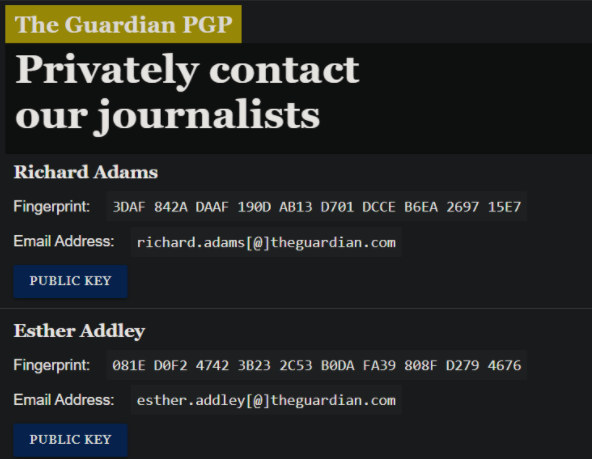 The Guardian PGP
Privately contact
our journalists
Richard Adams
Fingerprint: 3DAF 842A DAAF 190D AB13 D701 DCCE B6EA 2697 15E7
Email Address: richard.adams[@]theguardian.com
PUBLIC KEY
Esther Addley
Fingerprint: 081E D0F2 4742 3B23 2C53 B0DA FA39 808F D279 4676
Email Address: esther.addley[@]theguardian.com
PUBLIC KEY